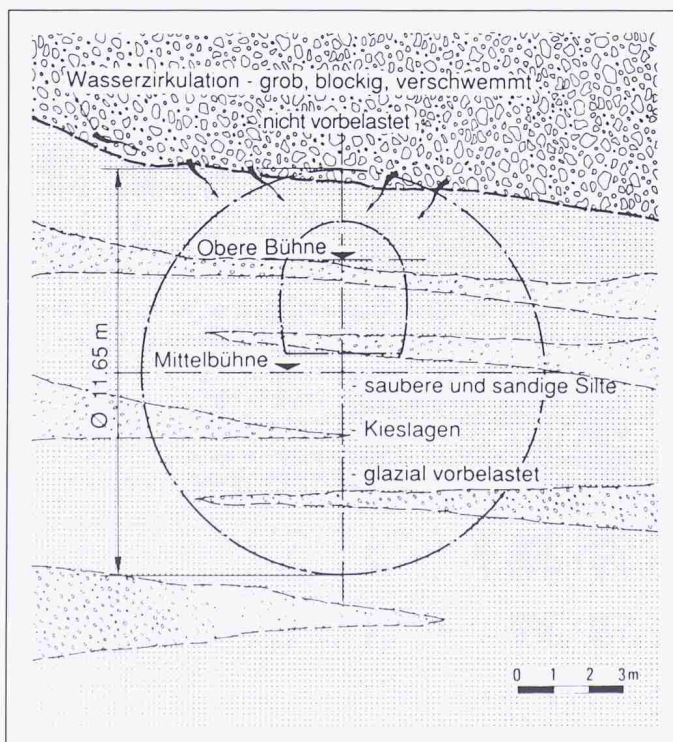 Wasserzirkulation - grob, blockig, verschwemmt
- nicht vorbelastet
Obere Bühne
Ø 11.65 m
Mittelbühne
- saubere und sandige Silte
- Kieslagen
- glazial vorbelastet
0 1 2 3 m